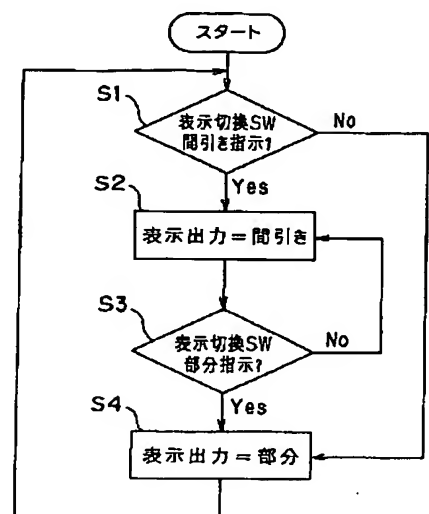 スタート
S1
表示切換SW
間引き指示?
No
Yes
S2
表示出力=間引き
S3
表示切換SW
部分指示?
No
Yes
S4
表示出力=部分